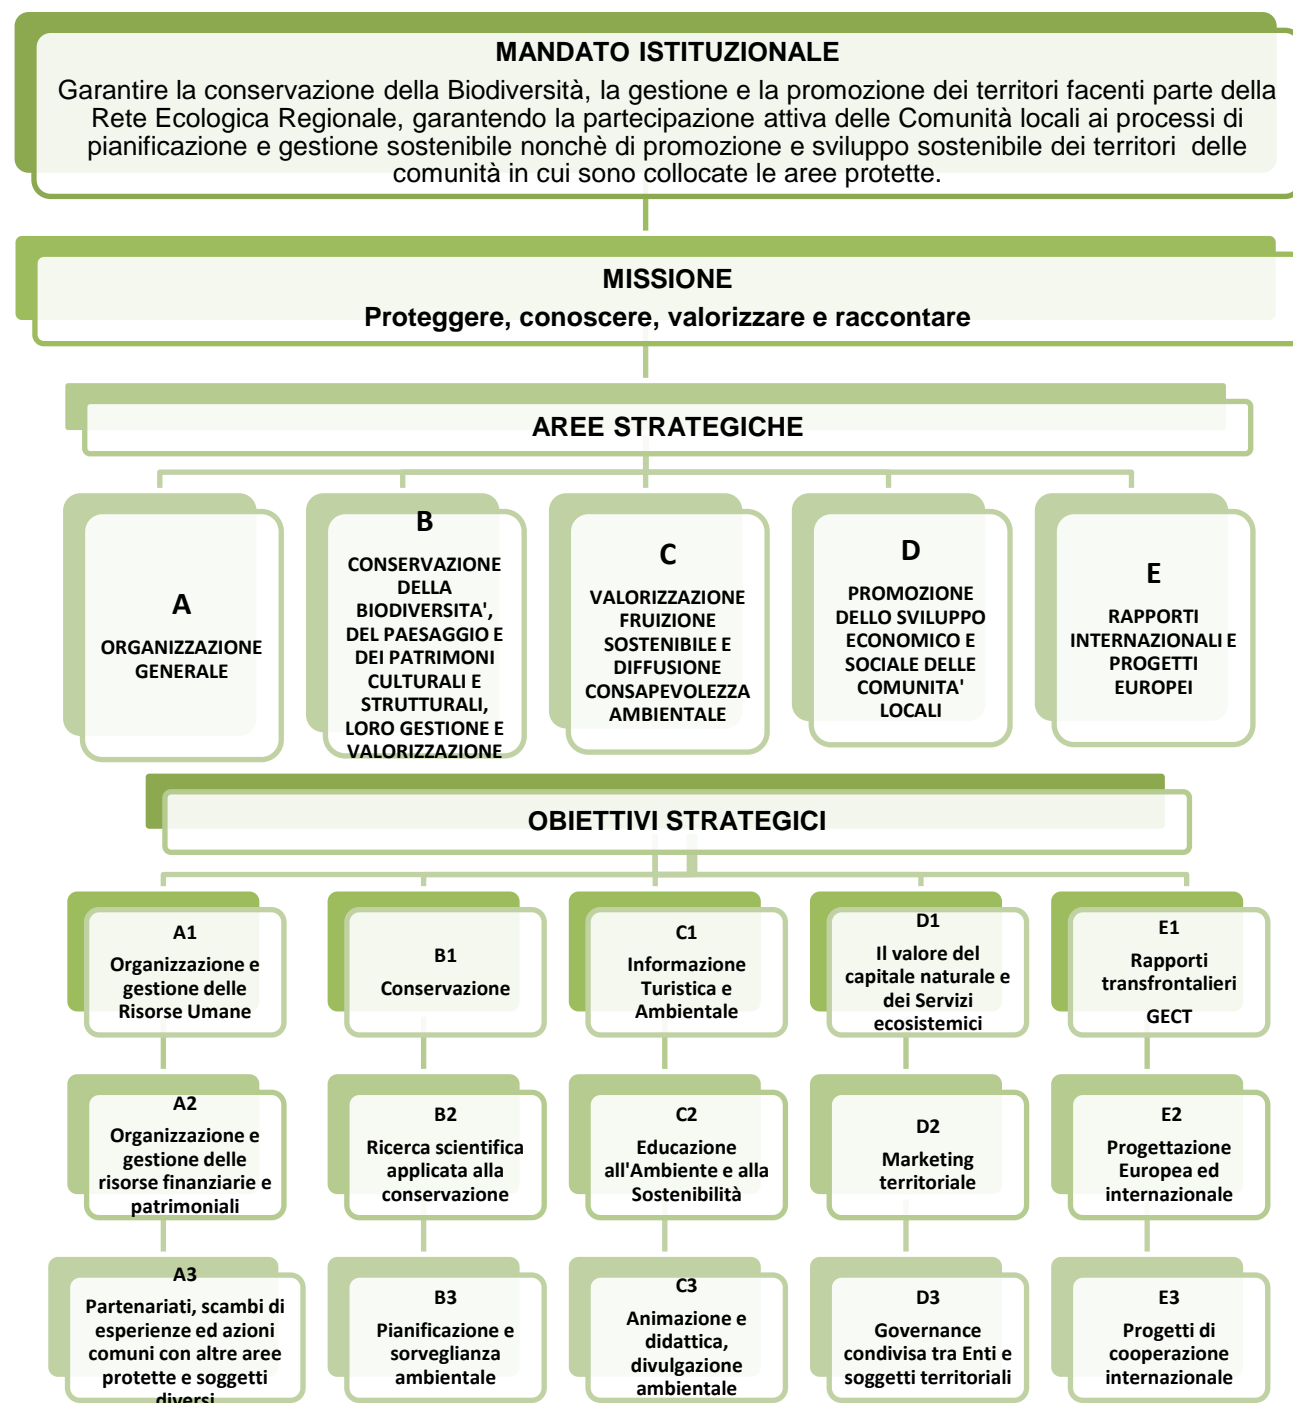 MANDATO ISTITUZIONALE
Garantire la conservazione della Biodiversità, la gestione e la promozione dei territori facenti parte della
Rete Ecologica Regionale, garantendo la partecipazione attiva delle Comunità locali ai processi di
pianificazione e gestione sostenibile nonchè di promozione e sviluppo sostenibile dei territori delle
comunità in cui sono collocate le aree protette.
MISSIONE
Proteggere, conoscere, valorizzare e raccontare
AREE STRATEGICHE
A
ORGANIZZAZIONE
GENERALE
B
CONSERVAZIONE
DELLA
BIODIVERSITA',
DEL PAESAGGIO E
DEI PATRIMONI
CULTURALI E
STRUTTURALI,
LORO GESTIONE E
VALORIZZAZIONE
C
VALORIZZAZIONE
FRUIZIONE
SOSTENIBILE E
DIFFUSIONE
CONSAPEVOLEZZA
AMBIENTALE
D
PROMOZIONE
DELLO SVILUPPO
ECONOMICO E
SOCIALE DELLE
COMUNITA'
LOCALI
E
RAPPORTI
INTERNAZIONALI E
PROGETTI
EUROPEI
OBIETTIVI STRATEGICI
A1
Organizzazione e
gestione delle
Risorse Umane
B1
Conservazione
C1
Informazione
Turistica e
Ambientale
D1
Il valore del
capitale naturale e
dei Servizi
ecosistemici
E1
Rapporti
transfrontalieri
GECT
A2
Organizzazione e
gestione delle
risorse finanziarie e
patrimoniali
B2
Ricerca scientifica
applicata alla
conservazione
C2
Educazione
all'Ambiente e alla
Sostenibilità
D2
Marketing
territoriale
E2
Progettazione
Europea ed
internazionale
A3
Partenariati, scambi di
esperienze ed azioni
comuni con altre aree
protette e soggetti
diversi
B3
Pianificazione e
sorveglianza
ambientale
C3
Animazione e
didattica,
divulgazione
ambientale
D3
Governance
condivisa tra Enti e
soggetti territoriali
E3
Progetti di
cooperazione
internazionale